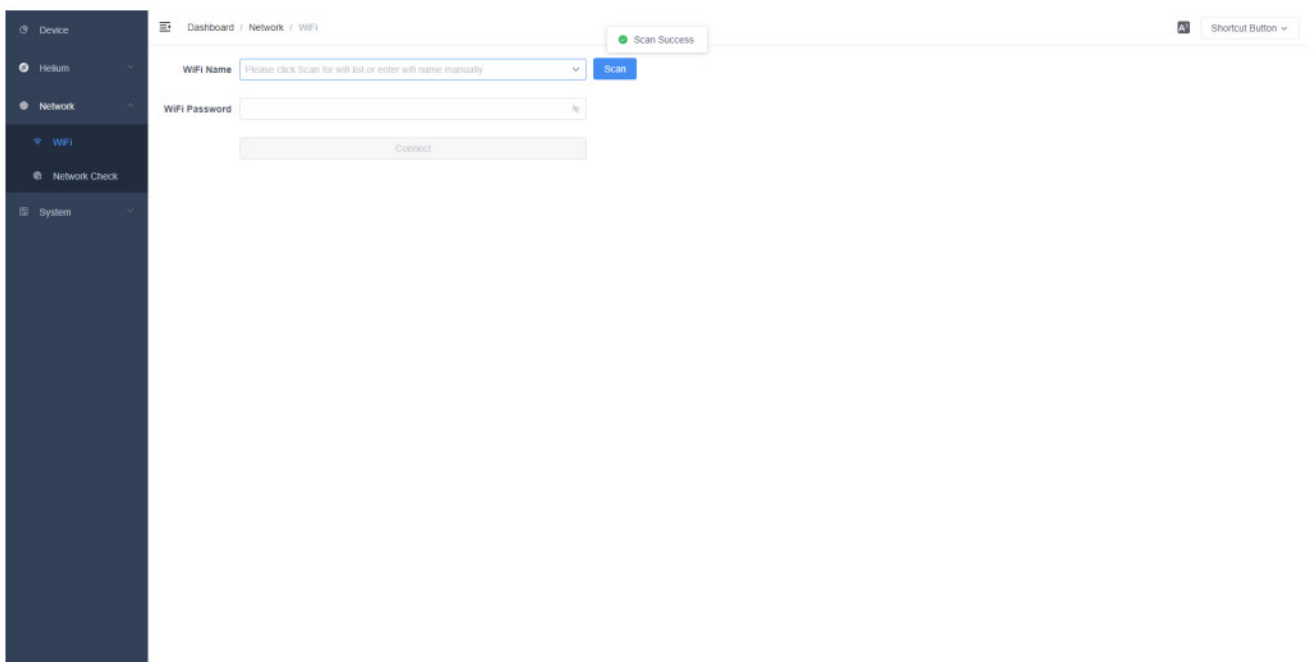 Device
Helium
Network
WiFi
Network Check
System
Dashboard / Network / WiFi
Scan Success
Shortcut Button
WiFi Name Please click Scan for wifi list or enter wifi name manually Scan
WiFi Password
Connect